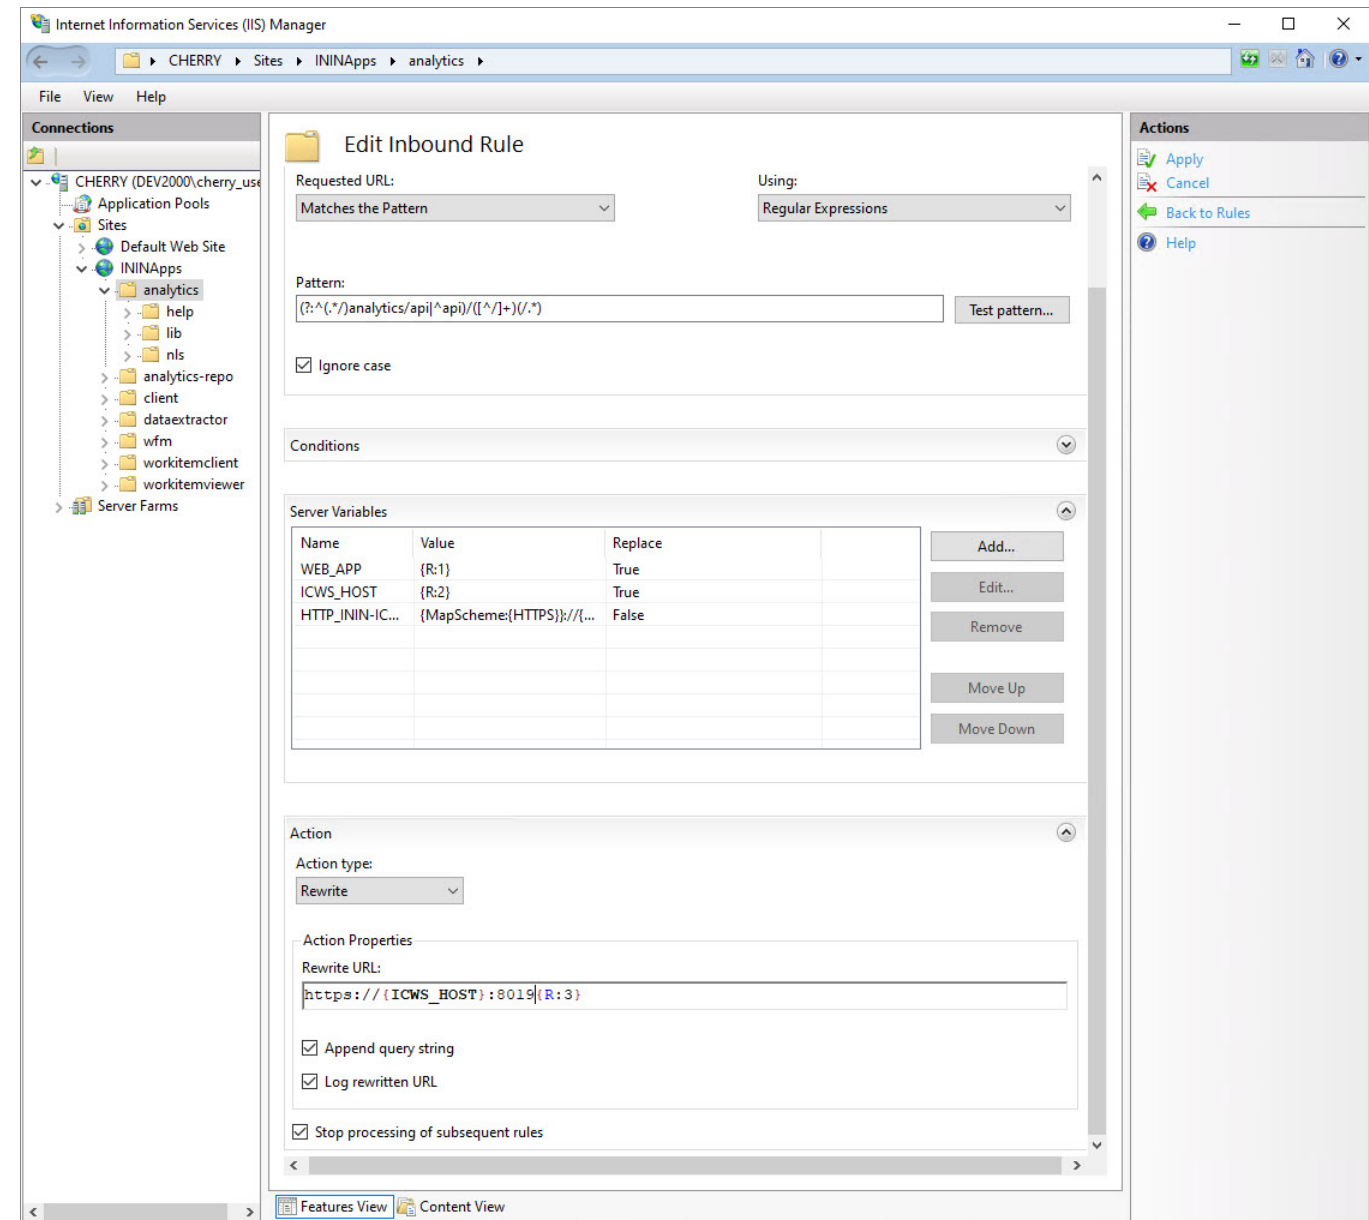 Internet Information Services (IIS) Manager
CHERRY Sites ININApps analytics
File View Help
Connections
CHERRY (DEV2000\cherry_use
Application Pools
Sites
Default Web Site
ININApps
analytics
help
lib
nls
analytics-repo
client
dataextractor
wfm
workitemclient
workitemviewer
Server Farms
Edit Inbound Rule
Requested URL: Using:
Matches the Pattern Regular Expressions
Pattern:
(?:^(.*/)analytics/api|^api)/([^/]+)(/.*)
Test pattern...
Ignore case
Conditions
Server Variables
Name Value Replace
WEB_APP {R:1} True
ICWS_HOST {R:2} True
HTTP_ININ-IC... {MapScheme:{HTTPS}}://{... False
Add...
Edit...
Remove
Move Up
Move Down
Action
Action type:
Rewrite
Action Properties
Rewrite URL:
https://{ICWS_HOST}:8019{R:3}
Append query string
Log rewritten URL
Stop processing of subsequent rules
Features View Content View
Actions
Apply
Cancel
Back to Rules
Help